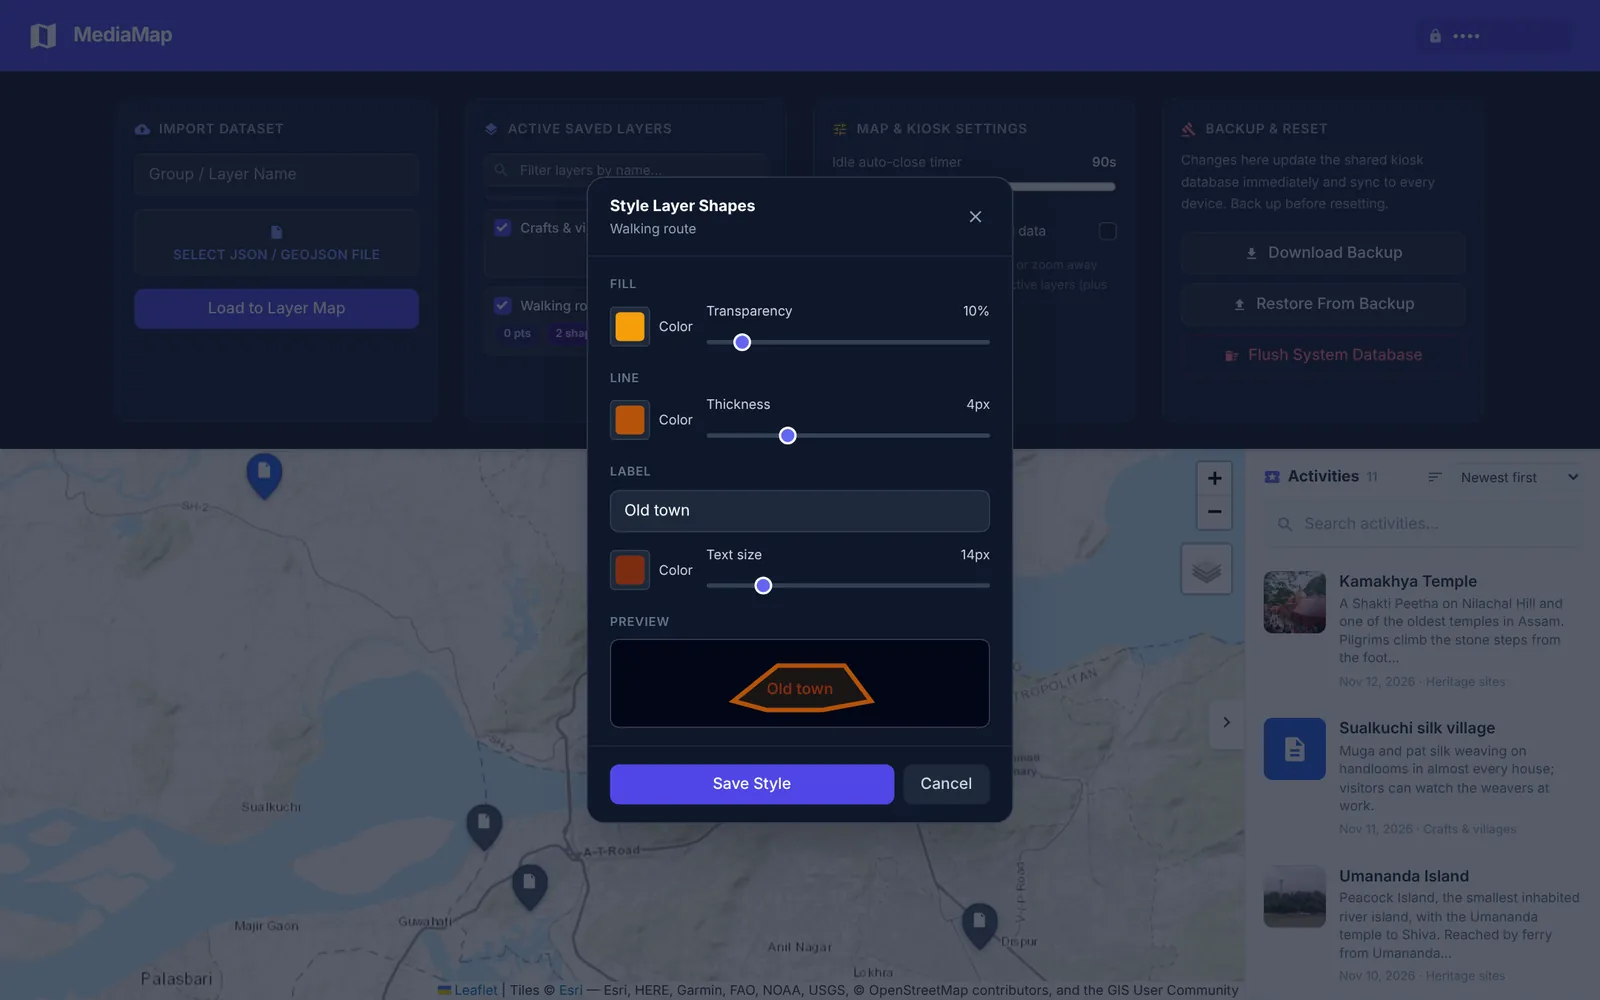 MediaMap
••••
IMPORT DATASET
Group / Layer Name
SELECT JSON / GEOJSON FILE
Load to Layer Map
ACTIVE SAVED LAYERS
Filter layers by name...
Crafts & vi
Walking ro
0 pts
2 shap
MAP & KIOSK SETTINGS
Idle auto-close timer
90s
data
or zoom away
ctive layers (plus
BACKUP & RESET
Changes here update the shared kiosk
database immediately and sync to every
device. Back up before resetting.
Download Backup
Restore From Backup
Flush System Database
Style Layer Shapes
Walking route
FILL
Color
Transparency
10%
LINE
Color
Thickness
4px
LABEL
Old town
Color
Text size
14px
PREVIEW
Old town
Save Style
Cancel
SH-2
SH-2
Sualkuchi
A-T-Road
Majir Gaon
Guwahati
Palasbari
Anil Nagar
Lokhra
Dispur
TROPOLITAN
V.I.P Road
+
−
Leaflet | Tiles © Esri — Esri, HERE, Garmin, FAO, NOAA, USGS, © OpenStreetMap contributors, and the GIS User Community
Activities 11
Newest first
Search activities...
Kamakhya Temple
A Shakti Peetha on Nilachal Hill and
one of the oldest temples in Assam.
Pilgrims climb the stone steps from
the foot...
Nov 12, 2026 · Heritage sites
Sualkuchi silk village
Muga and pat silk weaving on
handlooms in almost every house;
visitors can watch the weavers at
work.
Nov 11, 2026 · Crafts & villages
Umananda Island
Peacock Island, the smallest inhabited
river island, with the Umananda
temple to Shiva. Reached by ferry
from Umananda...
Nov 10, 2026 · Heritage sites